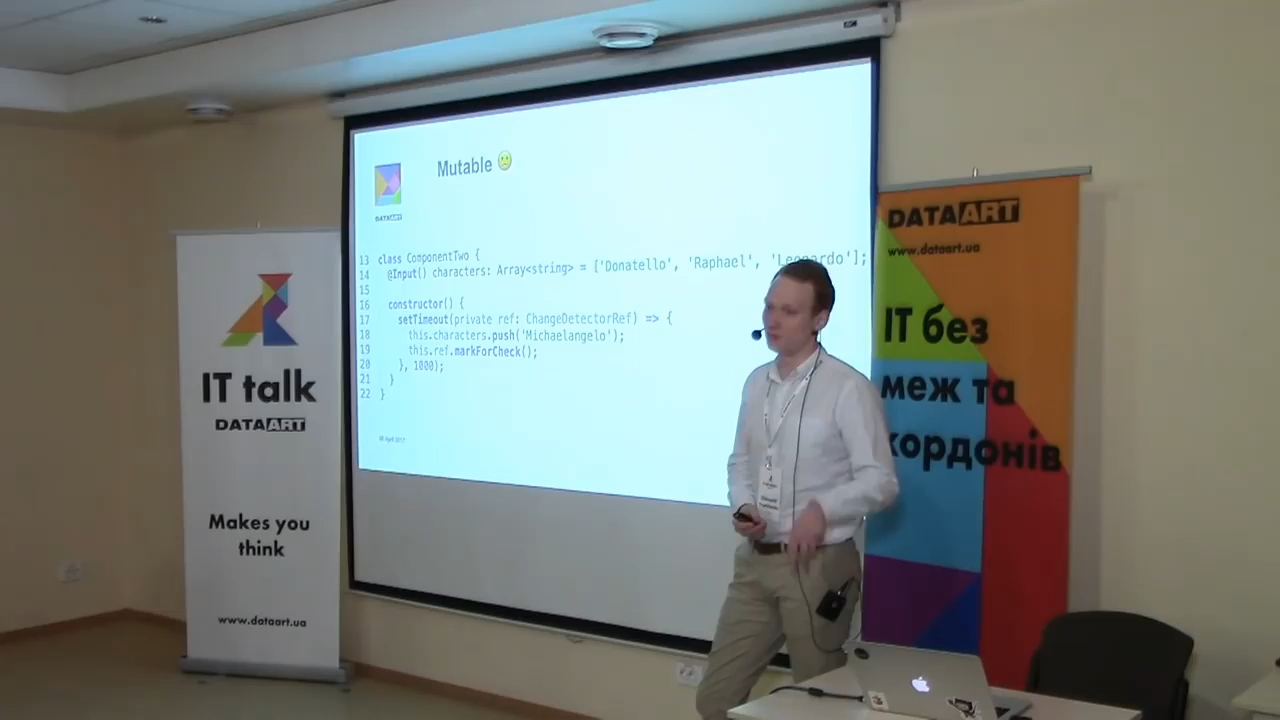 Mutable
DATAART
13 class ComponentTwo {
14 @Input() characters: Array<string> = ['Donatello', 'Raphael', 'Leonardo'];
15
16 constructor() {
17 setTimeout(private ref: ChangeDetectorRef) => {
18 this.characters.push('Michaelangelo');
19 this.ref.markForCheck();
20 }, 1000);
21 }
22 }
IT talk
DATAART
Makes you
think
www.dataart.ua
DATAART
www.dataart.ua
IT без
меж та
кордонів